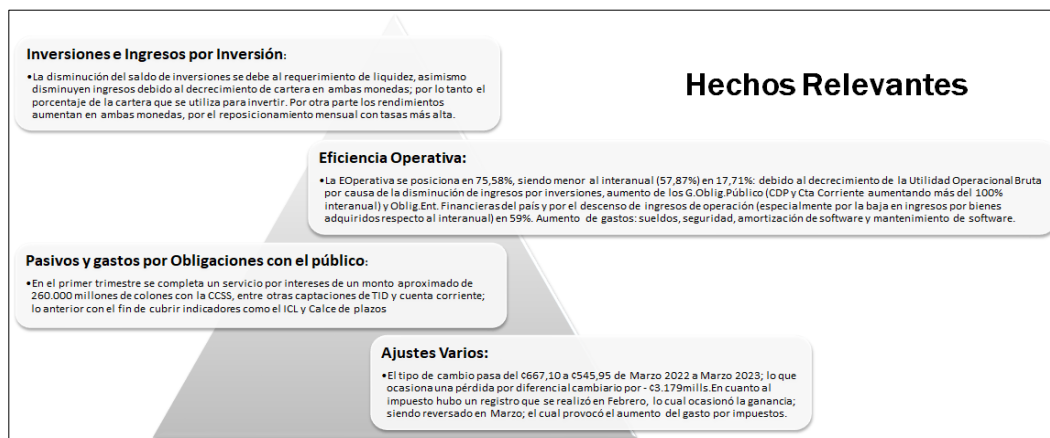 Hechos Relevantes
Inversiones e Ingresos por Inversión:
•La disminución del saldo de inversiones se debe al requerimiento de liquidez, asimismo
disminuyen ingresos debido al decrecimiento de cartera en ambas monedas; por lo tanto el
porcentaje de la cartera que se utiliza para invertir. Por otra parte los rendimientos
aumentan en ambas monedas, por el reposicionamiento mensual con tasas más alta.
Eficiencia Operativa:
•La EOperativa se posiciona en 75,58%, siendo menor al interanual (57,87%) en 17,71%: debido al decrecimiento de la Utilidad Operacional Bruta
por causa de la disminución de ingresos por inversiones, aumento de los G.Oblig.Público (CDP y Cta Corriente aumentando más del 100%
interanual) y Oblig.Ent. Financieras del país y por el descenso de ingresos de operación (especialmente por la baja en ingresos por bienes
adquiridos respecto al interanual) en 59%. Aumento de gastos: sueldos, seguridad, amortización de software y mantenimiento de software.
Pasivos y gastos por Obligaciones con el público:
•En el primer trimestre se completa un servicio por intereses de un monto aproximado de
260.000 millones de colones con la CCSS, entre otras captaciones de TID y cuenta corriente;
lo anterior con el fin de cubrir indicadores como el ICL y Calce de plazos
Ajustes Varios:
•El tipo de cambio pasa del ¢667,10 a ¢545,95 de Marzo 2022 a Marzo 2023; lo que
ocasiona una pérdida por diferencial cambiario por - ¢3.179mills.En cuanto al
impuesto hubo un registro que se realizó en Febrero, lo cual ocasionó la ganancia;
siendo reversado en Marzo; el cual provocó el aumento del gasto por impuestos.